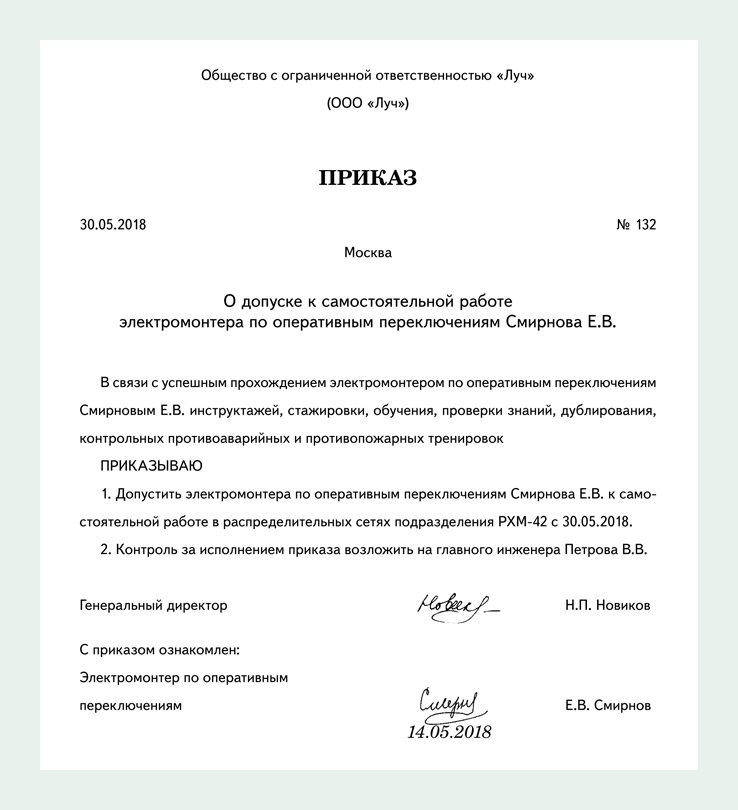 Общество с ограниченной ответственностью «Луч»
(ООО «Луч»)
ПРИКАЗ
30.05.2018 № 132
Москва
О допуске к самостоятельной работе
электромонтера по оперативным переключениям Смирнова Е.В.
В связи с успешным прохождением электромонтером по оперативным переключениям
Смирновым Е.В. инструктажей, стажировки, обучения, проверки знаний, дублирования,
контрольных противоаварийных и противопожарных тренировок
ПРИКАЗЫВАЮ
1. Допустить электромонтера по оперативным переключениям Смирнова Е.В. к само-
стоятельной работе в распределительных сетях подразделения РХМ-42 с 30.05.2018.
2. Контроль за исполнением приказа возложить на главного инженера Петрова В.В.
Генеральный директор Н.П. Новиков
С приказом ознакомлен:
Электромонтер по оперативным
переключениям Е.В. Смирнов
14.05.2018